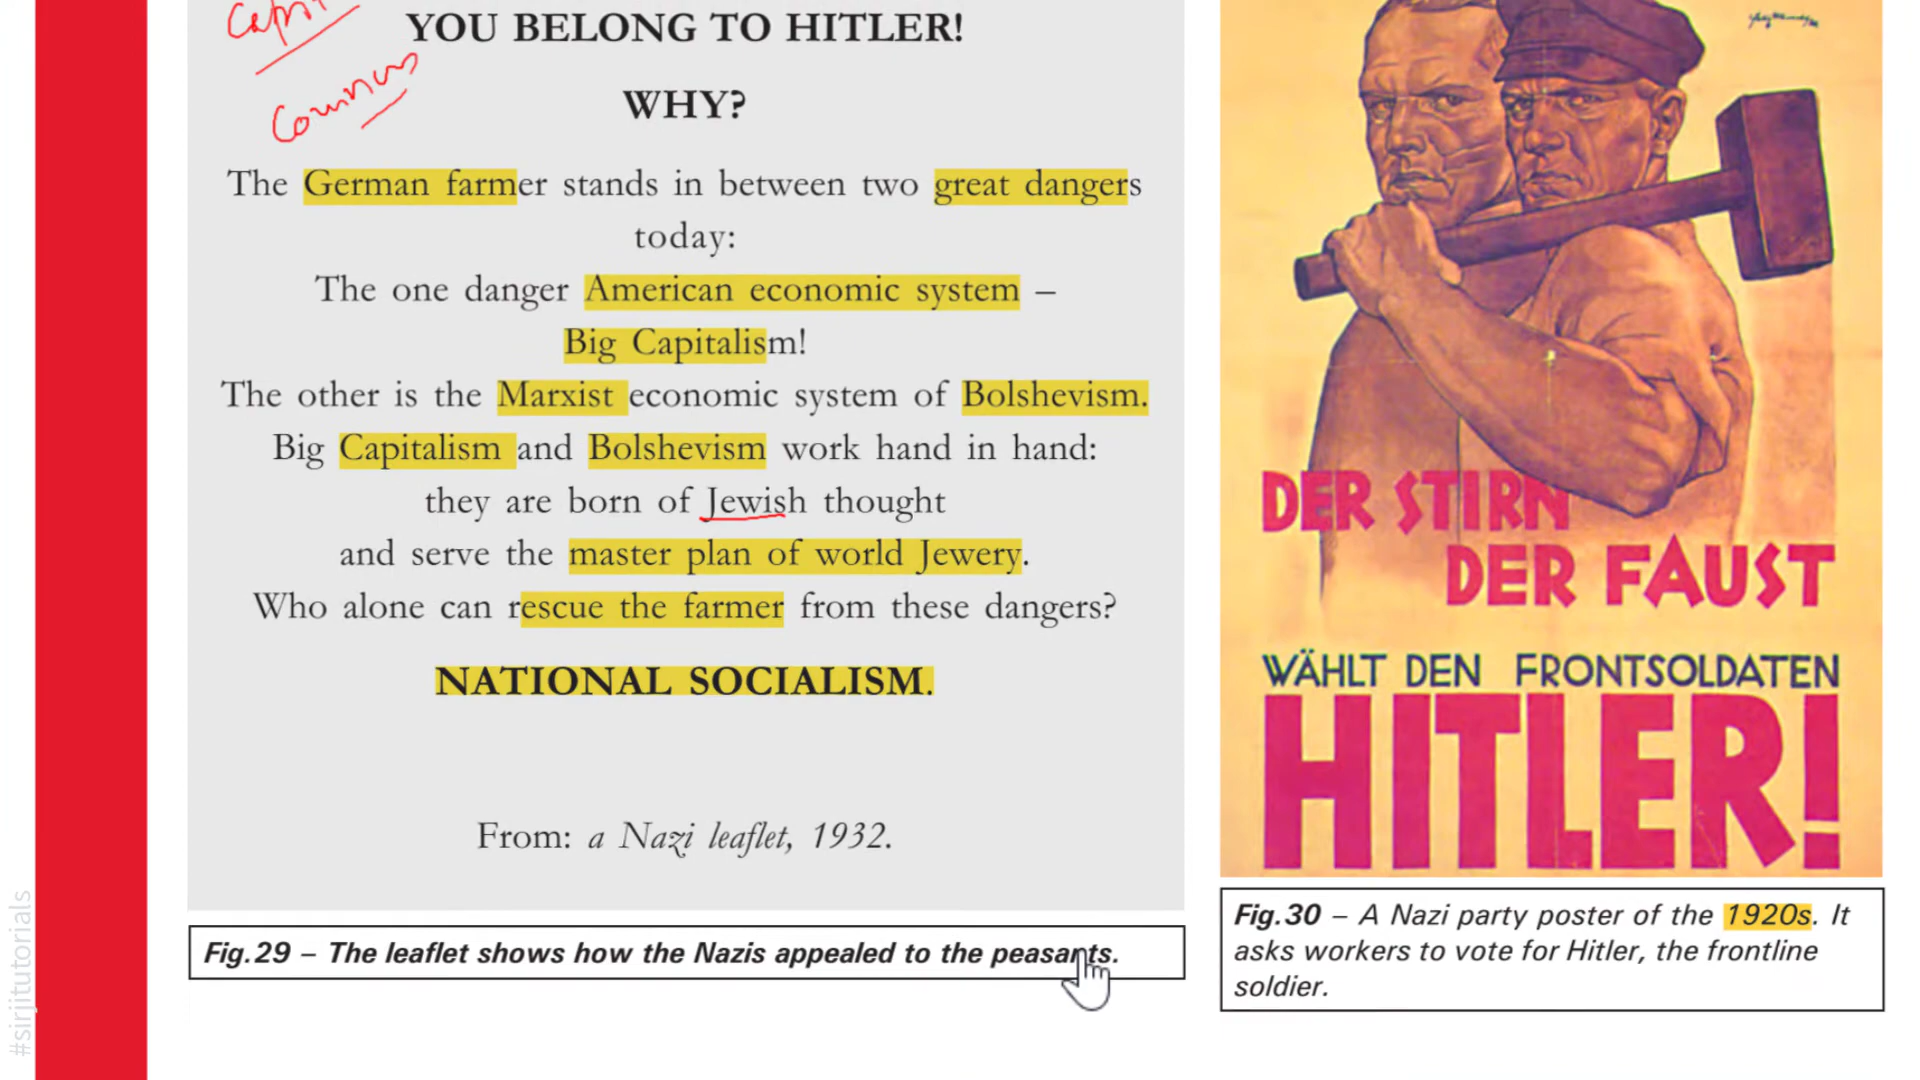 YOU BELONG TO HITLER!
WHY?
The German farmer stands in between two great dangers
today:
The one danger American economic system –
Big Capitalism!
The other is the Marxist economic system of Bolshevism.
Big Capitalism and Bolshevism work hand in hand:
they are born of Jewish thought
and serve the master plan of world Jewery.
Who alone can rescue the farmer from these dangers?
NATIONAL SOCIALISM.
From: a Nazi leaflet, 1932.
Fig.29 – The leaflet shows how the Nazis appealed to the peasants.
DER STIRN
DER FAUST
WÄHLT DEN FRONTSOLDATEN
HITLER!
Fig.30 – A Nazi party poster of the 1920s. It
asks workers to vote for Hitler, the frontline
soldier.
#sirjitutorials